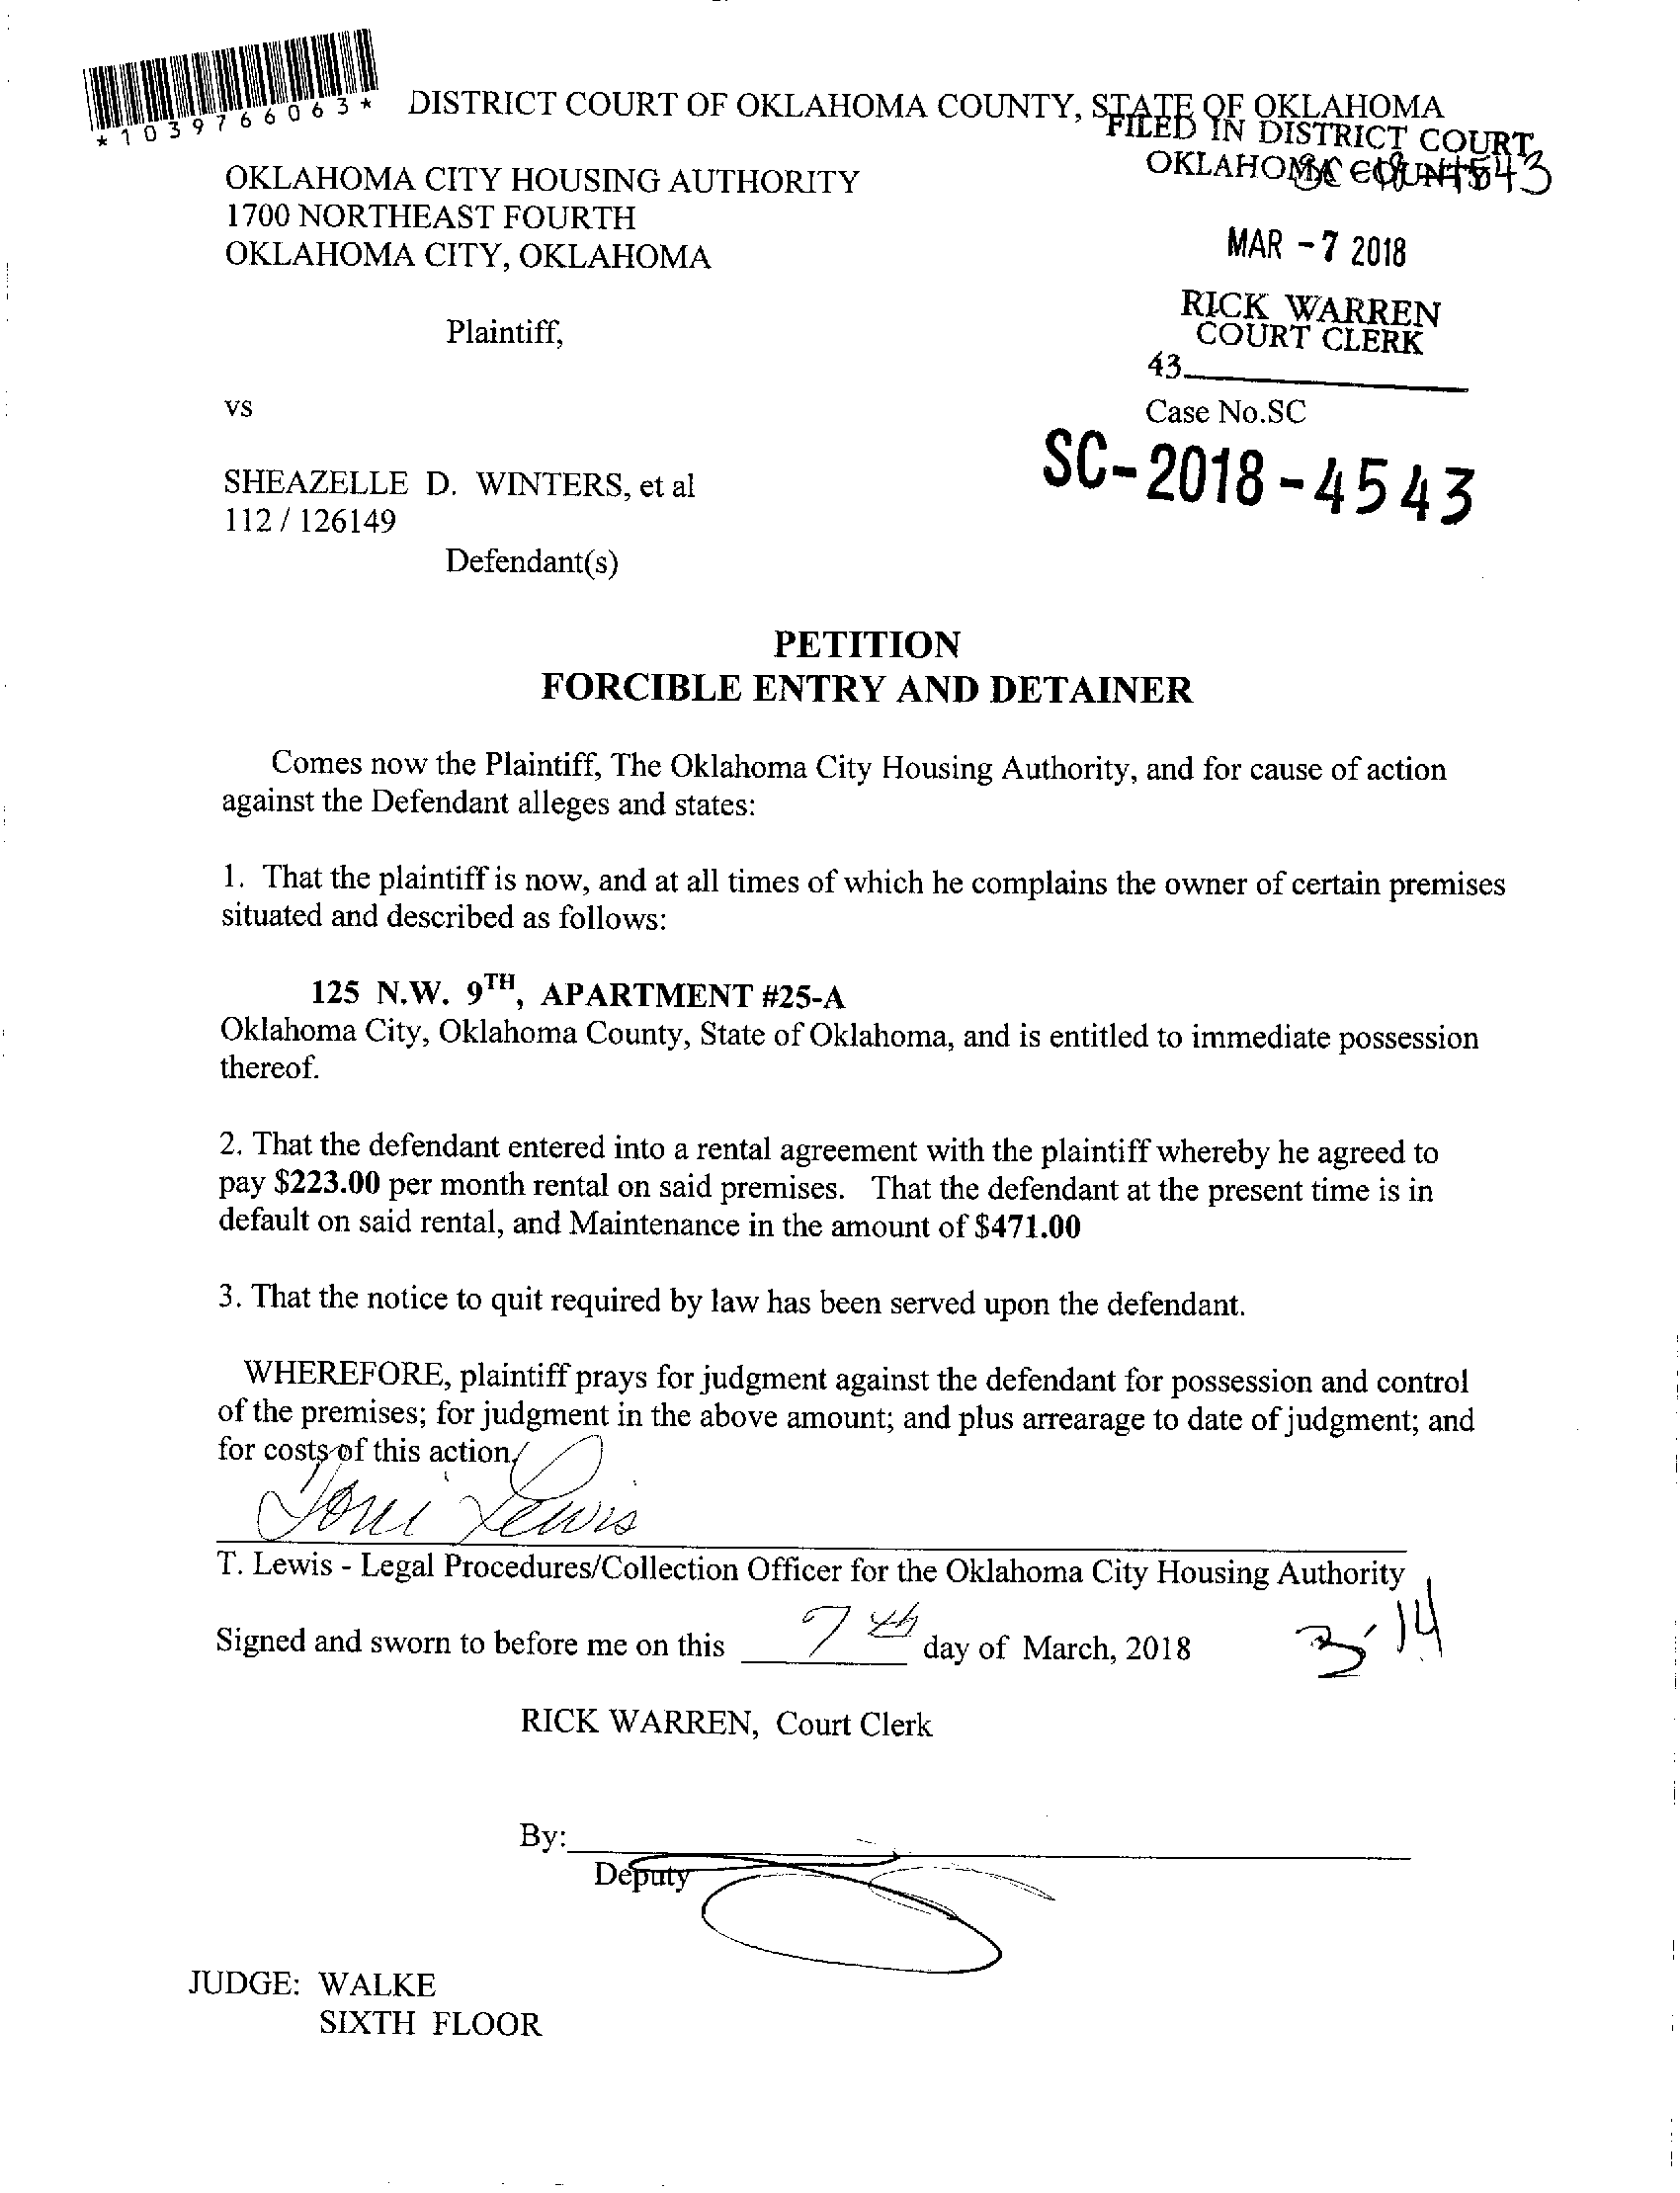 *1039766063*
DISTRICT COURT OF OKLAHOMA COUNTY, STATE OF OKLAHOMA
FILED IN DISTRICT COURT
OKLAHOMA COUNTY
OKLAHOMA CITY HOUSING AUTHORITY
1700 NORTHEAST FOURTH
OKLAHOMA CITY, OKLAHOMA
MAR -7 2018
RICK WARREN
COURT CLERK
Plaintiff,
43
vs
Case No.SC
SC-2018-4543
SHEAZELLE D. WINTERS, et al
112 / 126149
Defendant(s)
PETITION
FORCIBLE ENTRY AND DETAINER
Comes now the Plaintiff, The Oklahoma City Housing Authority, and for cause of action
against the Defendant alleges and states:
1. That the plaintiff is now, and at all times of which he complains the owner of certain premises
situated and described as follows:
125 N.W. 9TH, APARTMENT #25-A
Oklahoma City, Oklahoma County, State of Oklahoma, and is entitled to immediate possession
thereof.
2. That the defendant entered into a rental agreement with the plaintiff whereby he agreed to
pay $223.00 per month rental on said premises. That the defendant at the present time is in
default on said rental, and Maintenance in the amount of $471.00
3. That the notice to quit required by law has been served upon the defendant.
WHEREFORE, plaintiff prays for judgment against the defendant for possession and control
of the premises; for judgment in the above amount; and plus arrearage to date of judgment; and
for costs of this action.
Toni Lewis
T. Lewis - Legal Procedures/Collection Officer for the Oklahoma City Housing Authority
Signed and sworn to before me on this 7th day of March, 2018
RICK WARREN, Court Clerk
By:
Deputy
JUDGE: WALKE
SIXTH FLOOR